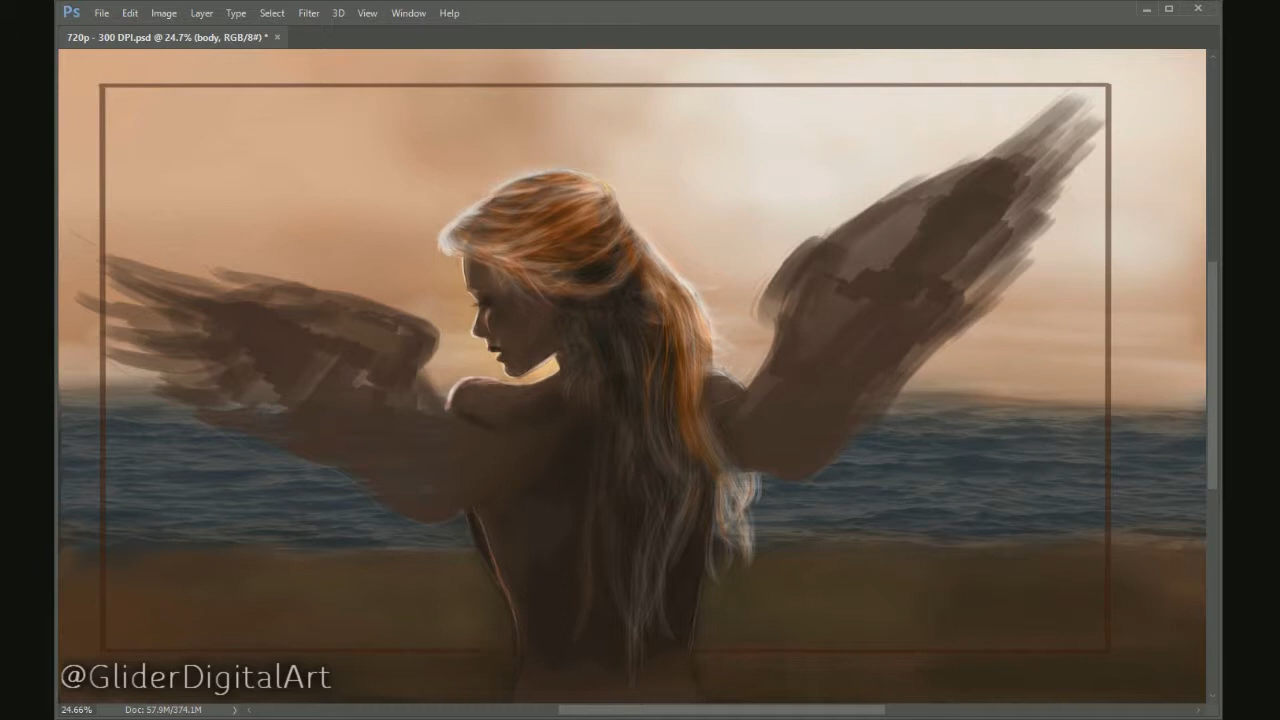 Ps File Edit Image Layer Type Select Filter 3D View Window Help
720p - 300 DPI.psd @ 24.7% (body, RGB/8#) * ×
@GliderDigitalArt
24.66% Doc: 57.9M/374.1M